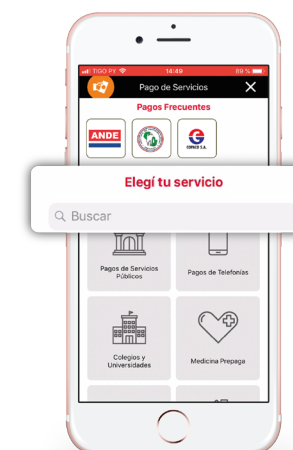 TIGO PY 14:49 89 %
Pago de Servicios
Pagos Frecuentes
ANDE
COPACO S.A.
Elegí tu servicio
Buscar
Pagos de Servicios
Públicos
Pagos de Telefonías
Colegios y
Universidades
Medicina Prepaga